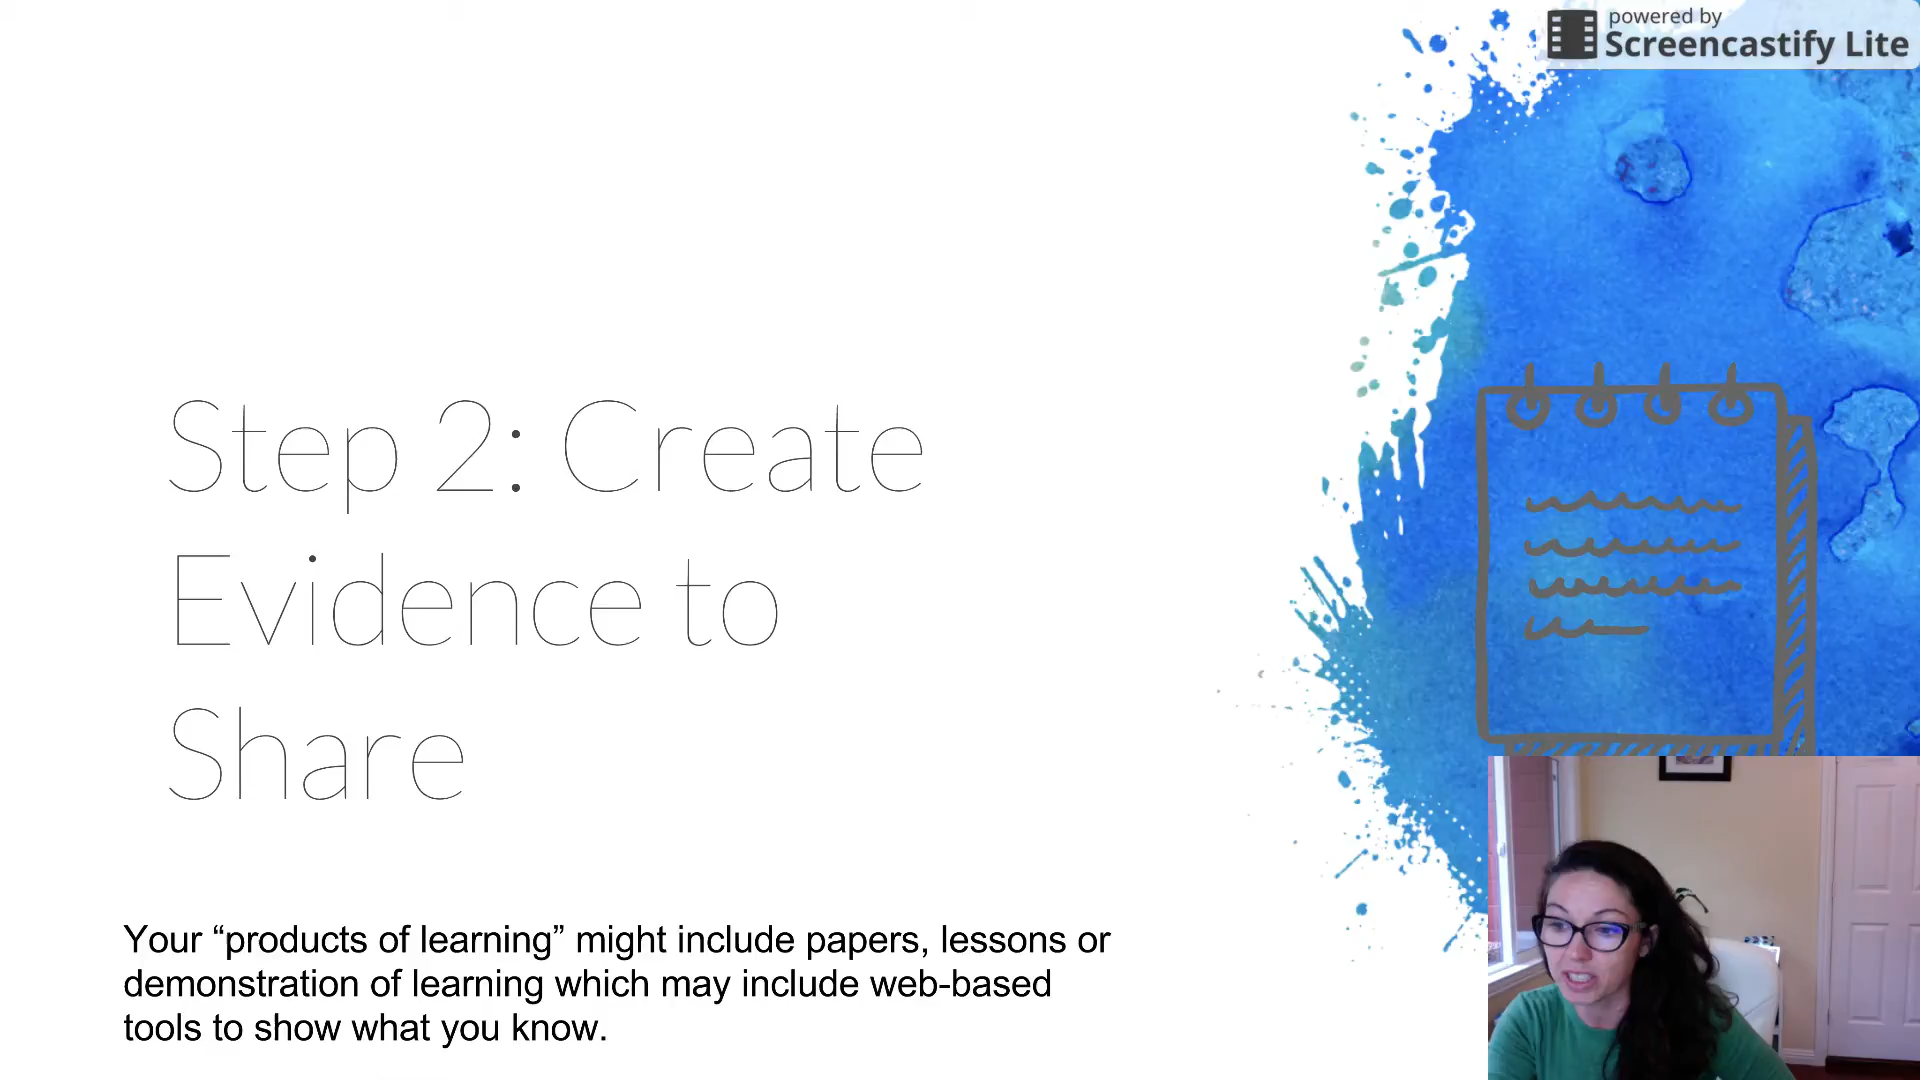 powered by
Screencastify Lite
Step 2: Create
Evidence to
Share
Your “products of learning” might include papers, lessons or
demonstration of learning which may include web-based
tools to show what you know.